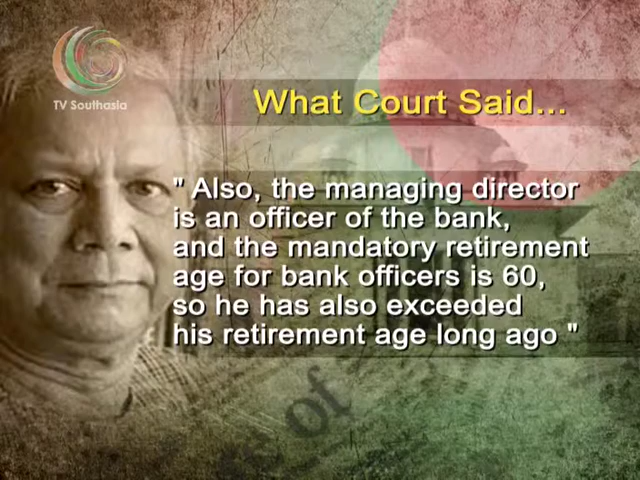 TV Southasia
What Court Said...
" Also, the managing director
is an officer of the bank,
and the mandatory retirement
age for bank officers is 60,
so he has also exceeded
his retirement age long ago "
of